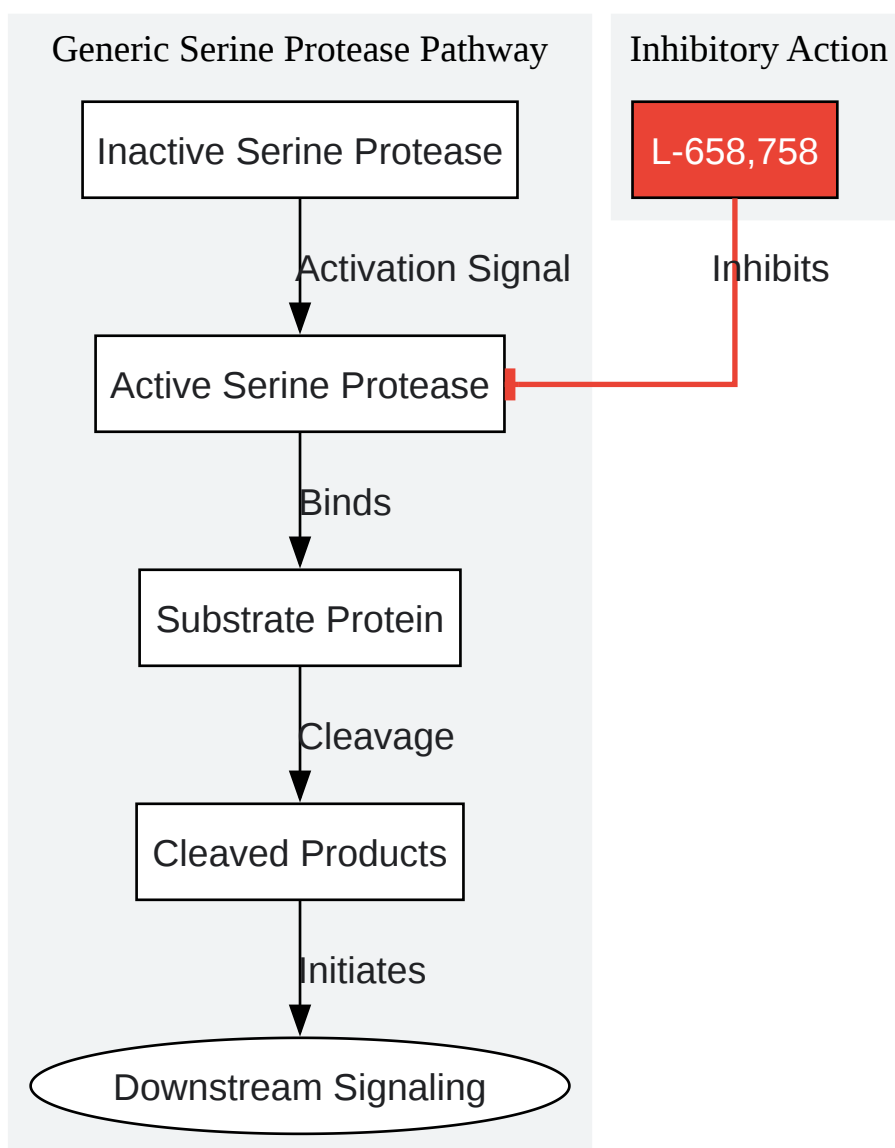 Generic Serine Protease Pathway
Inhibitory Action
Inactive Serine Protease
L-658,758
Activation Signal
Inhibits
Active Serine Protease
Binds
Substrate Protein
Cleavage
Cleaved Products
Initiates
Downstream Signaling